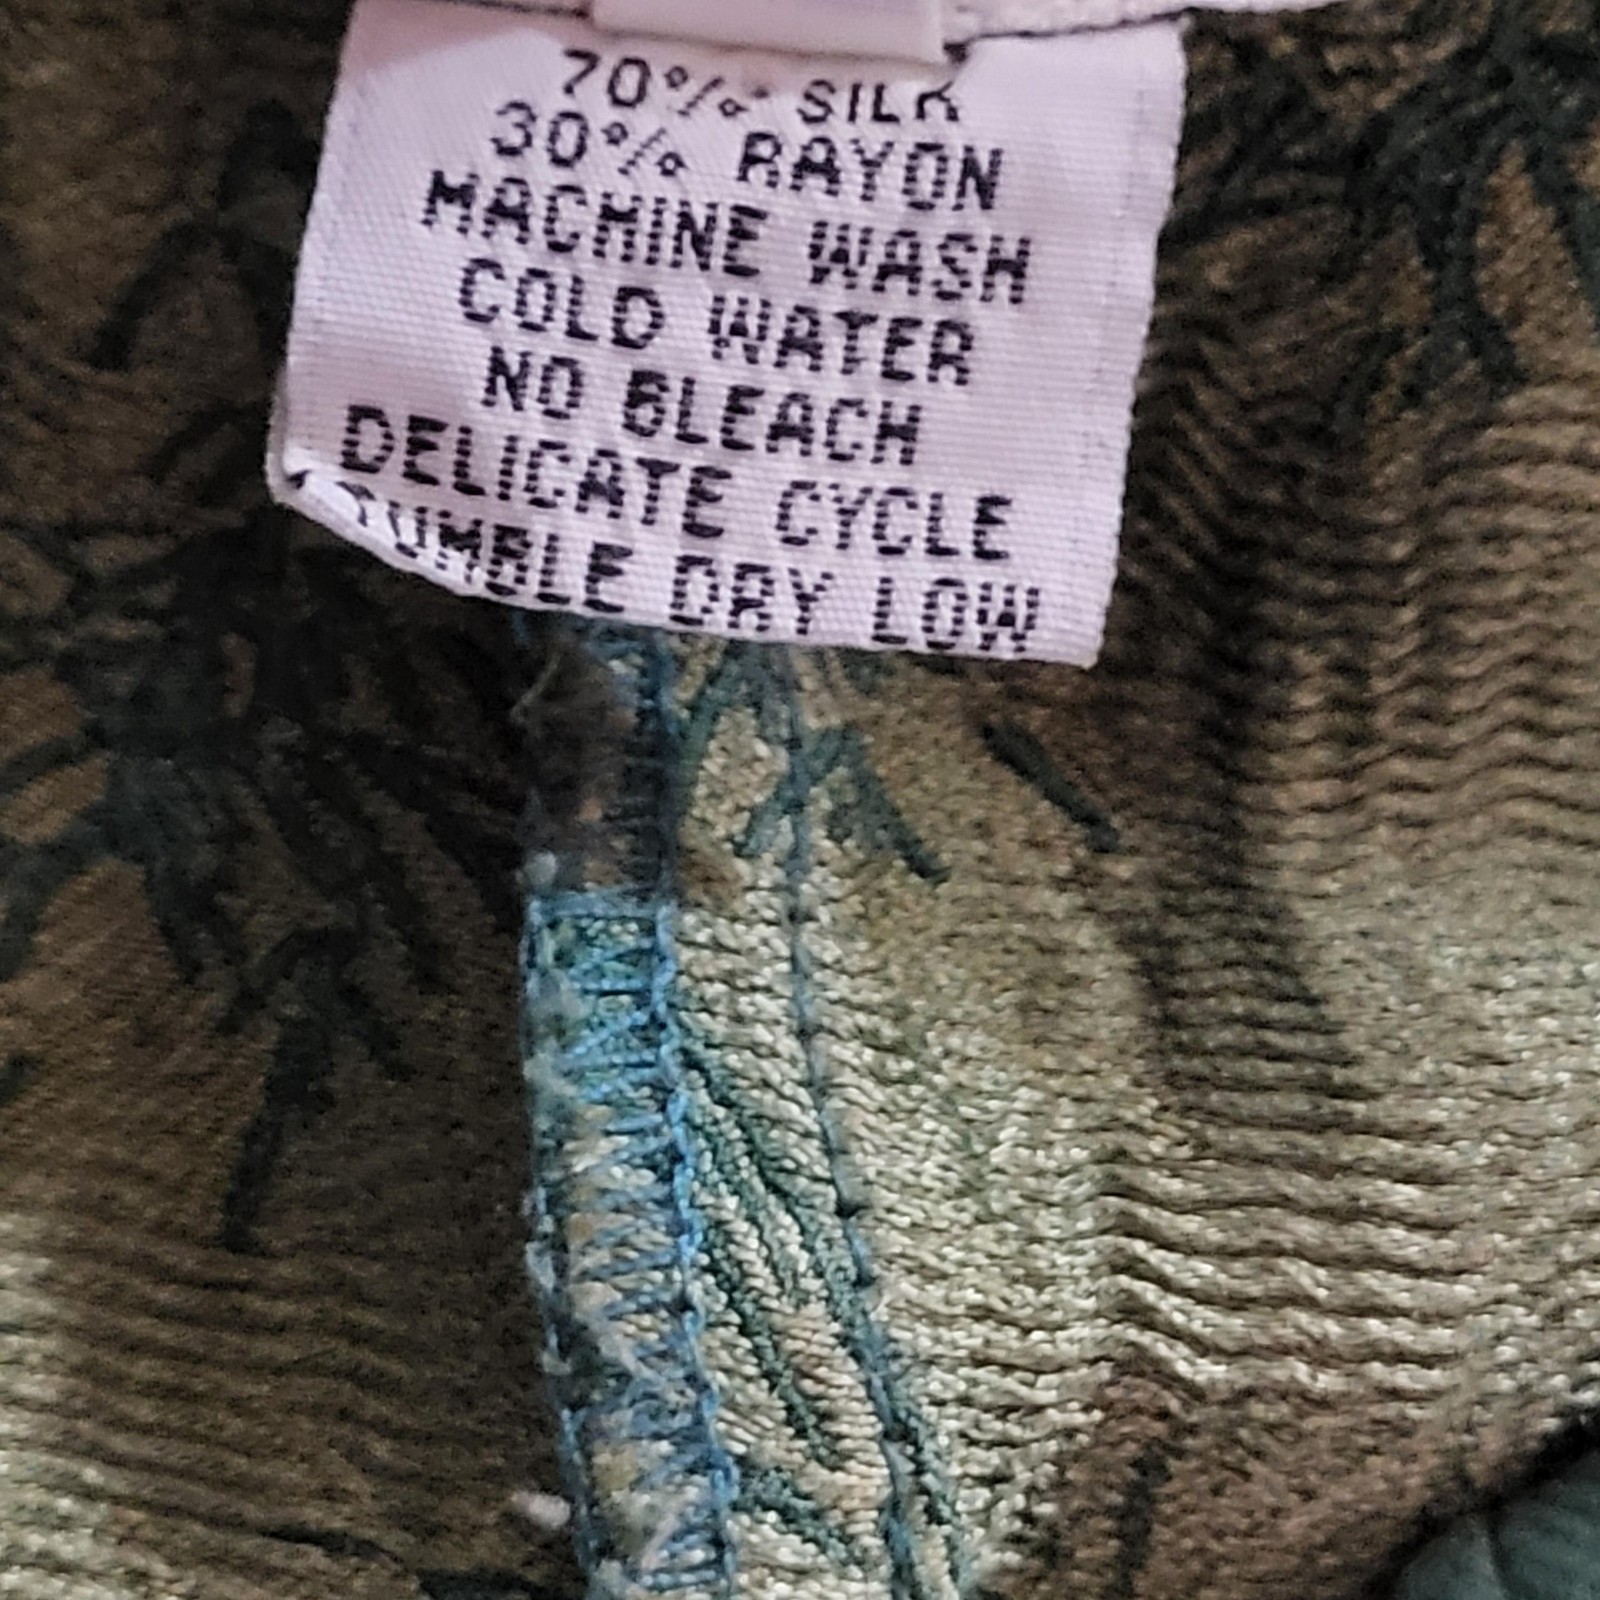 70% SILK
30% RAYON
MACHINE WASH
COLD WATER
NO BLEACH
DELICATE CYCLE
TUMBLE DRY LOW